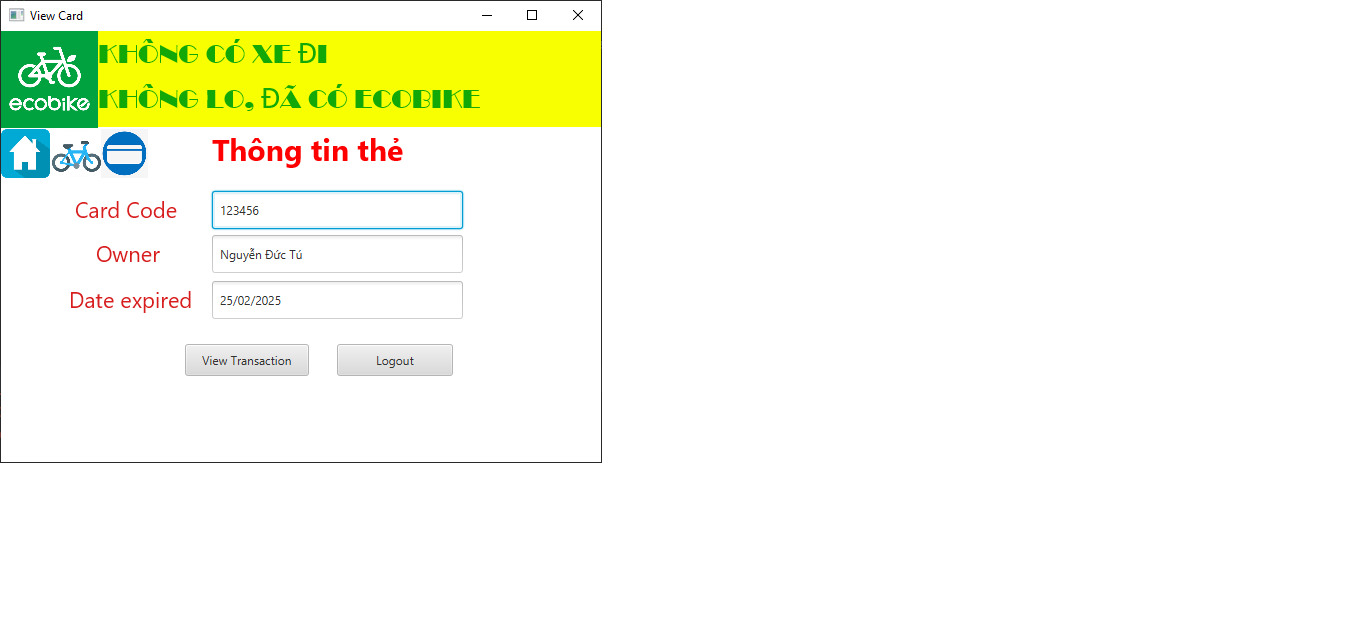 View Card
KHÔNG CÓ XE ĐI
ecobike
KHÔNG LO, ĐÃ CÓ ECOBIKE
Thông tin thẻ
Card Code
123456
Owner
Nguyễn Đức Tú
Date expired
25/02/2025
View Transaction
Logout